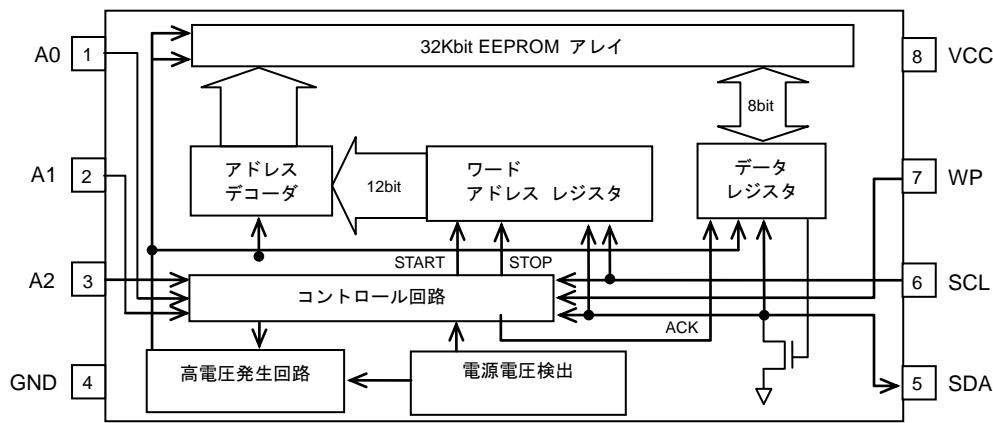 32Kbit EEPROM アレイ
A0
1
8
VCC
8bit
アドレス
デコーダ
12bit
ワード
アドレス レジスタ
データ
レジスタ
A1
2
7
WP
START
STOP
A2
3
コントロール回路
6
SCL
ACK
GND
4
高電圧発生回路
電源電圧検出
5
SDA